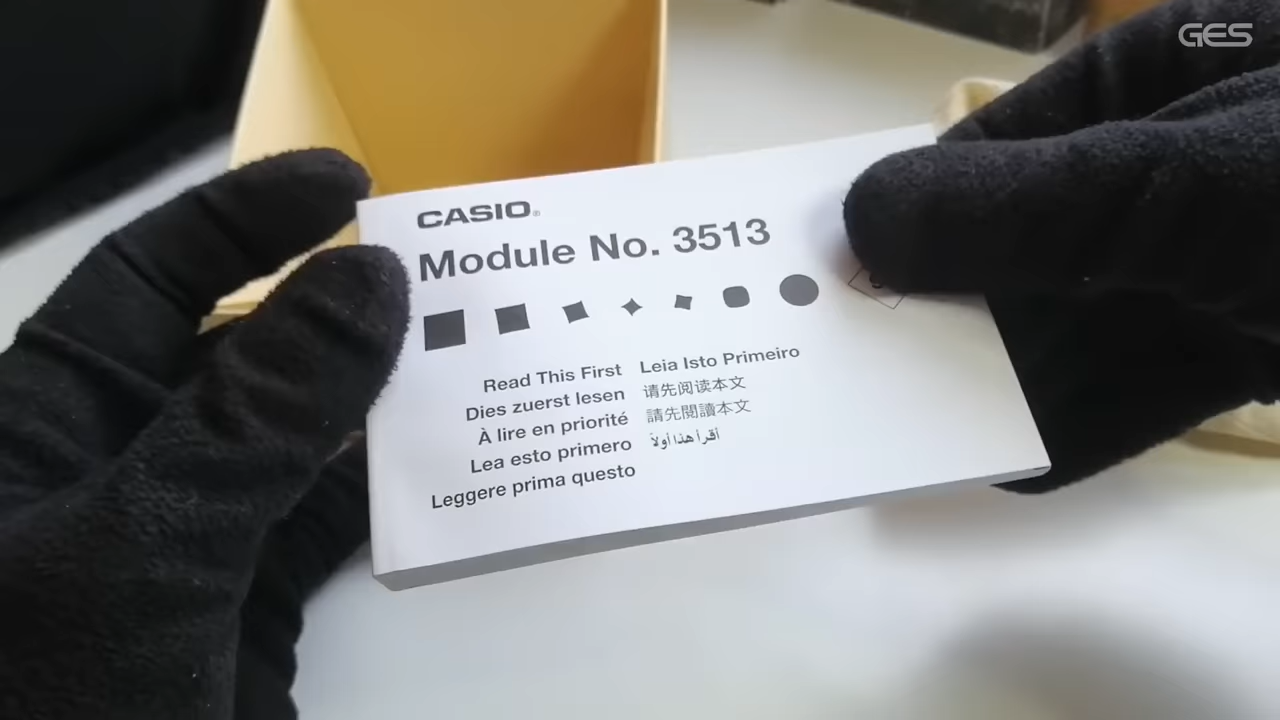 GES
CASIO®
Module No. 3513
Read This First
Dies zuerst lesen
À lire en priorité
Lea esto primero
Leggere prima questo
Leia Isto Primeiro
请先阅读本文
請先閱讀本文
أقرأ هذا أولاً